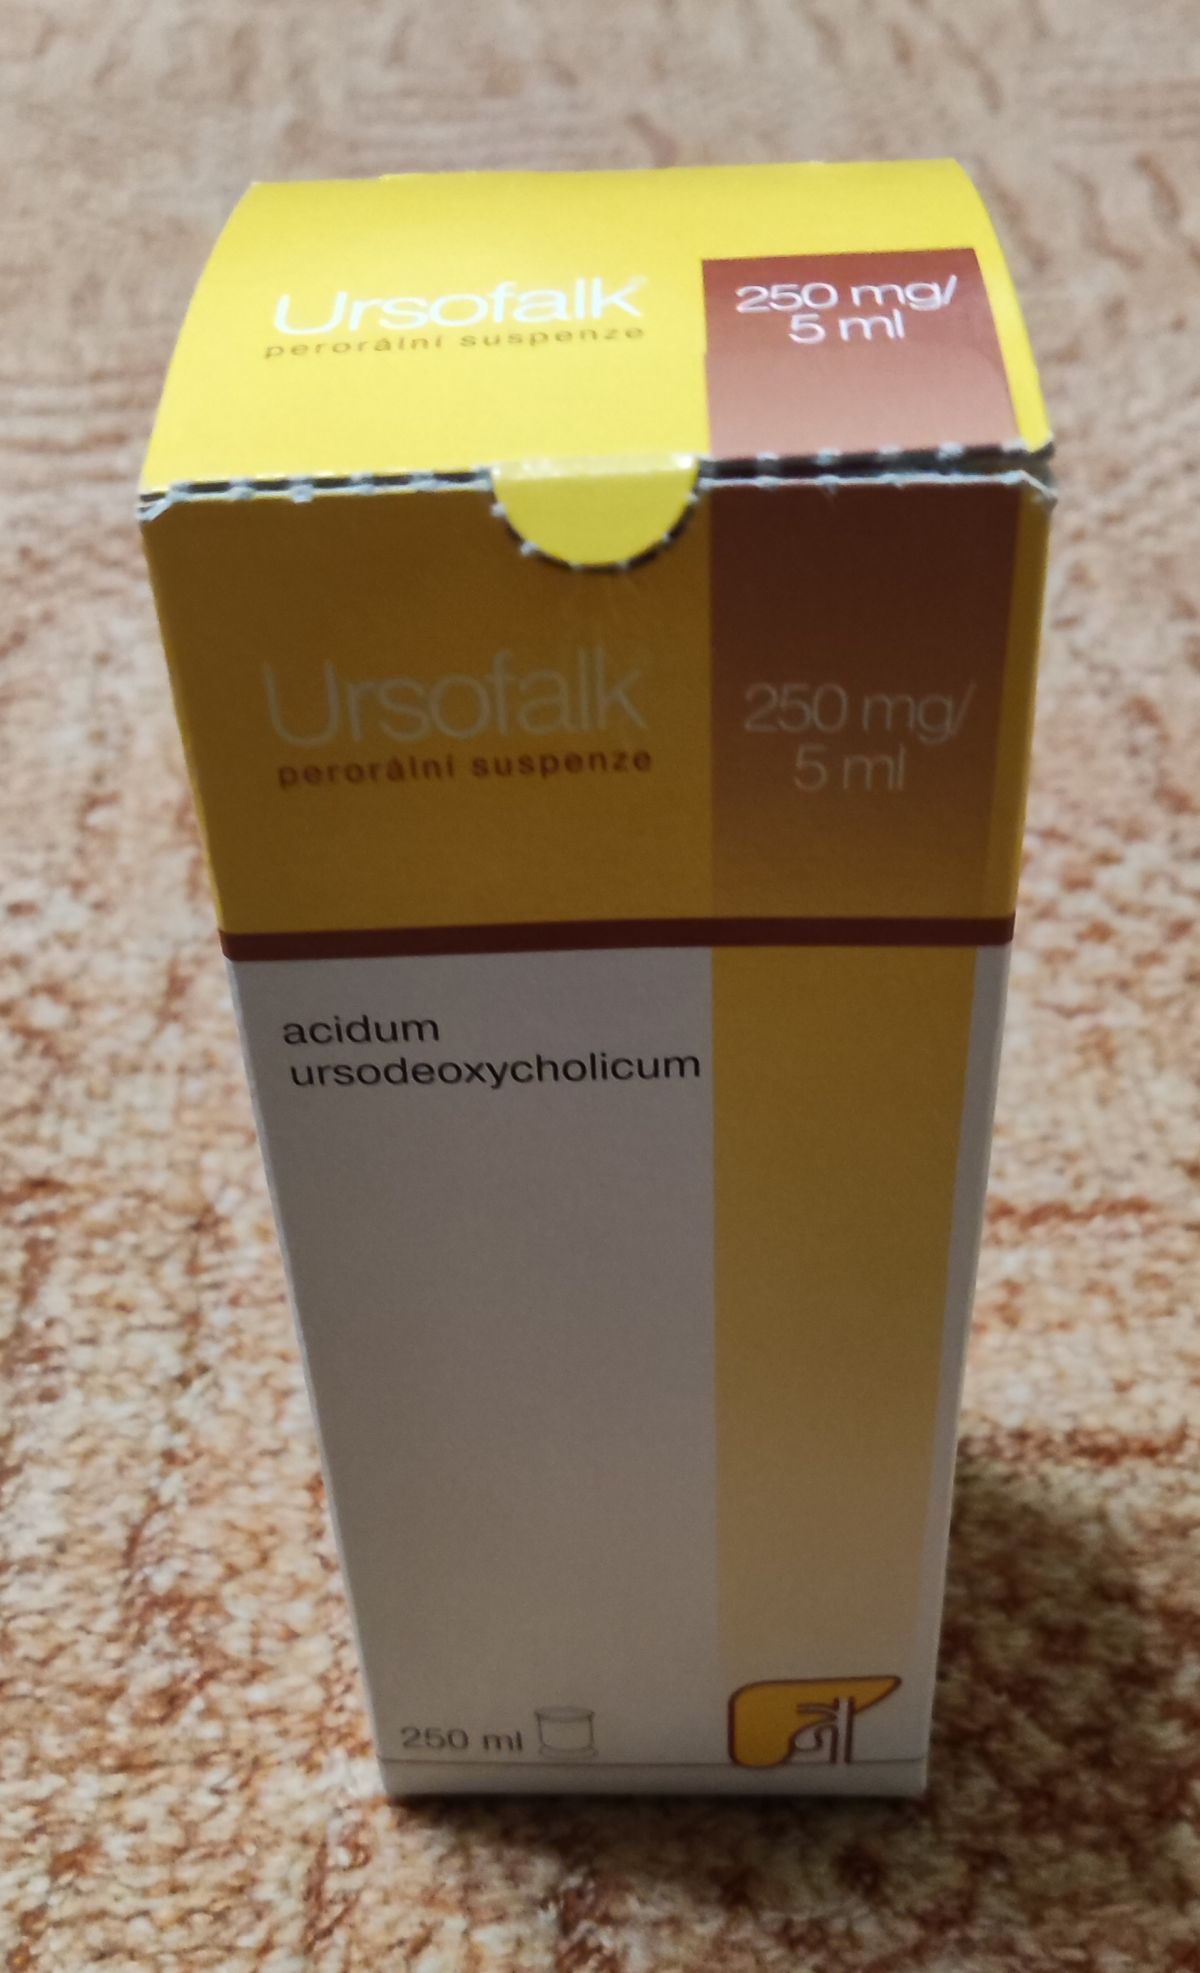 Ursofalk®
perorální suspenze
250 mg/
5 ml
Ursofalk®
perorální suspenze
250 mg/
5 ml
acidum
ursodeoxycholicum
250 ml